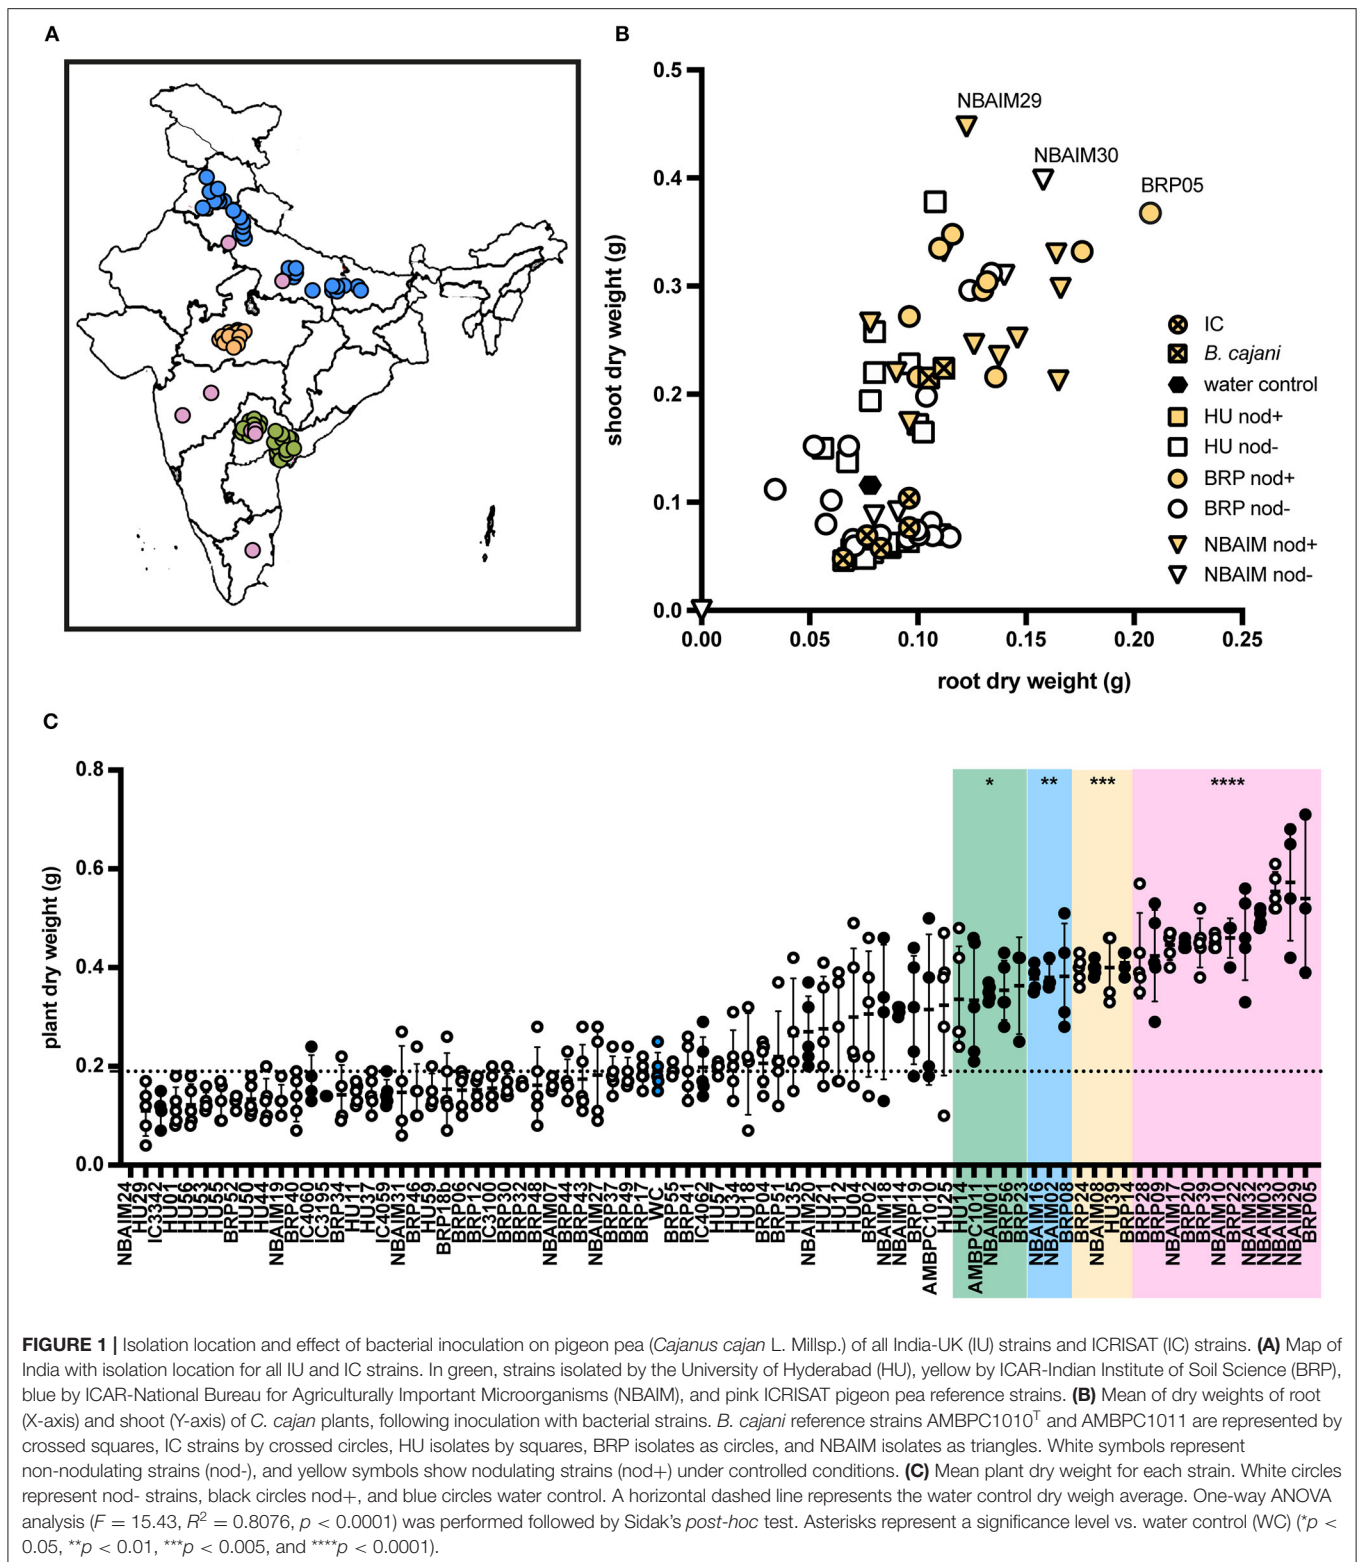 A
B
0.5
0.4
0.3
0.2
0.1
0.0
shoot dry weight (g)
NBAIM29
NBAIM30
BRP05
IC
B. cajani
water control
HU nod+
HU nod-
BRP nod+
BRP nod-
NBAIM nod+
NBAIM nod-
0.00 0.05 0.10 0.15 0.20 0.25
root dry weight (g)
C
0.8
0.6
0.4
0.2
0.0
plant dry weight (g)
* ** *** ****
NBAIM24
HU29
IC3342
HU01
HU56
HU53
HU55
BRP52
HU50
HU44
NBAIM19
BRP40
IC4060
IC3195
BRP34
HU11
HU37
IC4059
NBAIM31
BRP46
HU59
BRP18b
BRP06
BRP12
IC3100
BRP30
BRP32
BRP48
NBAIM07
BRP44
BRP43
NBAIM27
BRP37
BRP49
BRP17
WC
BRP55
BRP41
IC4062
HU57
HU34
HU18
BRP04
BRP51
HU35
NBAIM20
HU21
HU12
HU04
BRP02
NBAIM18
NBAIM14
BRP19
AMBPC1010
HU25
HU14
AMBPC1011
NBAIM01
BRP56
BRP23
NBAIM16
NBAIM02
BRP08
BRP24
NBAIM08
HU39
BRP14
BRP28
BRP09
NBAIM17
BRP20
BRP39
NBAIM10
BRP22
NBAIM32
NBAIM03
NBAIM30
NBAIM29
BRP05
FIGURE 1 | Isolation location and effect of bacterial inoculation on pigeon pea (Cajanus cajan L. Millsp.) of all India-UK (IU) strains and ICRISAT (IC) strains. (A) Map of
India with isolation location for all IU and IC strains. In green, strains isolated by the University of Hyderabad (HU), yellow by ICAR-Indian Institute of Soil Science (BRP),
blue by ICAR-National Bureau for Agriculturally Important Microorganisms (NBAIM), and pink ICRISAT pigeon pea reference strains. (B) Mean of dry weights of root
(X-axis) and shoot (Y-axis) of C. cajan plants, following inoculation with bacterial strains. B. cajani reference strains AMBPC1010ᵀ and AMBPC1011 are represented by
crossed squares, IC strains by crossed circles, HU isolates by squares, BRP isolates as circles, and NBAIM isolates as triangles. White symbols represent
non-nodulating strains (nod-), and yellow symbols show nodulating strains (nod+) under controlled conditions. (C) Mean plant dry weight for each strain. White circles
represent nod- strains, black circles nod+, and blue circles water control. A horizontal dashed line represents the water control dry weigh average. One-way ANOVA
analysis (F = 15.43, R² = 0.8076, p < 0.0001) was performed followed by Sidak's post-hoc test. Asterisks represent a significance level vs. water control (WC) (*p <
0.05, **p < 0.01, ***p < 0.005, and ****p < 0.0001).